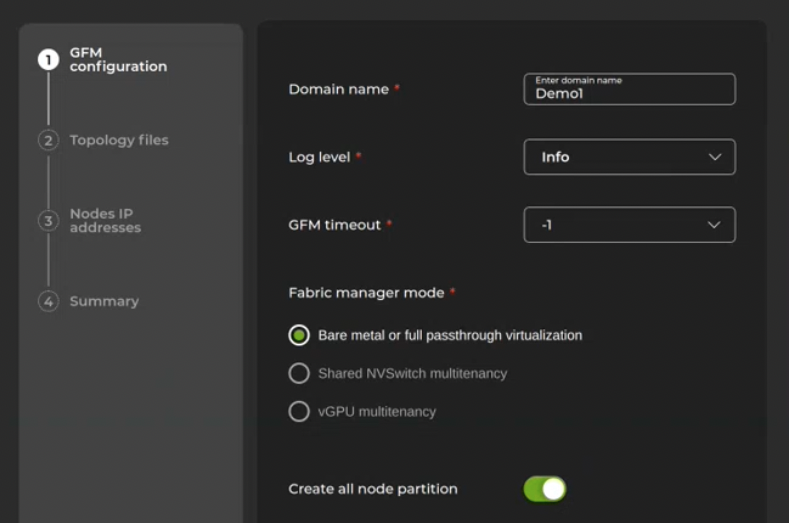 1
GFM
configuration
2
Topology files
3
Nodes IP
addresses
4
Summary
Domain name *
Enter domain name
Demo1
Log level *
Info
GFM timeout *
-1
Fabric manager mode *
Bare metal or full passthrough virtualization
Shared NVSwitch multitenancy
vGPU multitenancy
Create all node partition